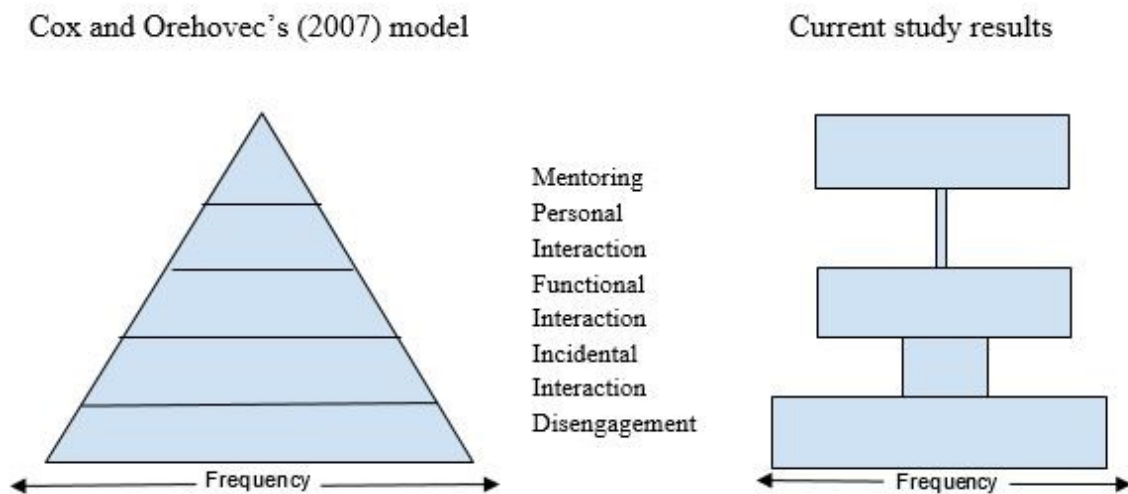 Cox and Orehovec's (2007) model
Current study results
Mentoring
Personal
Interaction
Functional
Interaction
Incidental
Interaction
Disengagement
Frequency
Frequency